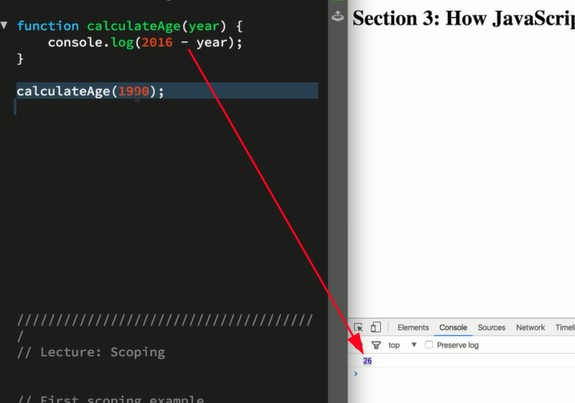 function calculateAge(year) {
console.log(2016 - year);
}
calculateAge(1990);
///////////////////////////////////////
/
// Lecture: Scoping
// First scoping example
Section 3: How JavaScrip
Elements Console Sources Network Timeli
top Preserve log
26